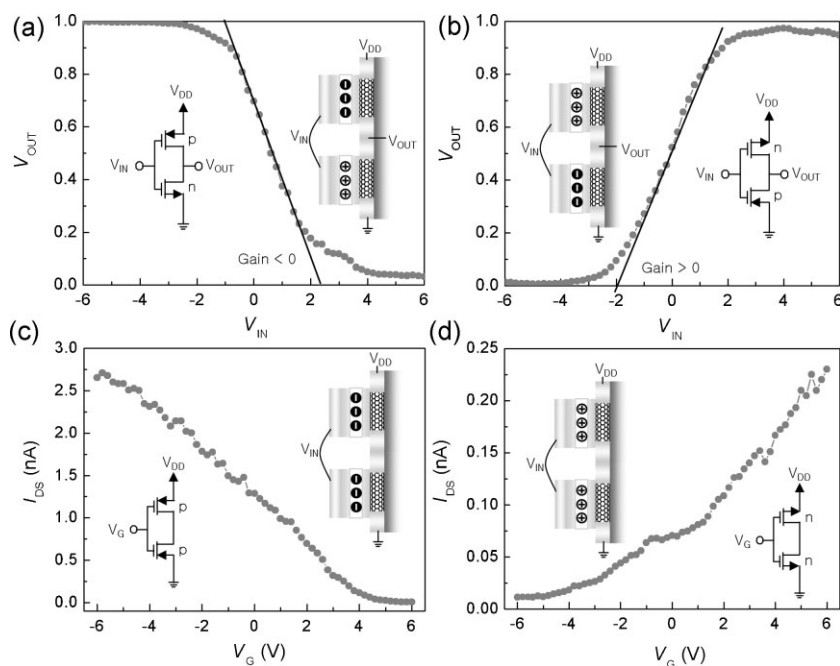 (a)
1.0
0.8
0.6
0.4
0.2
0.0
V_OUT
-6 -4 -2 0 2 4 6
V_IN
V_DD
p
V_IN
V_OUT
n
V_DD
V_IN
V_OUT
Gain < 0
(b)
1.0
0.8
0.6
0.4
0.2
0.0
V_OUT
-6 -4 -2 0 2 4 6
V_IN
V_DD
V_IN
V_OUT
V_DD
n
V_IN
V_OUT
p
Gain > 0
(c)
3.0
2.5
2.0
1.5
1.0
0.5
0.0
I_DS (nA)
-6 -4 -2 0 2 4 6
V_G (V)
V_DD
p
V_G
p
V_DD
V_IN
(d)
0.25
0.20
0.15
0.10
0.05
0.00
I_DS (nA)
-6 -4 -2 0 2 4 6
V_G (V)
V_DD
V_IN
V_DD
n
V_G
n